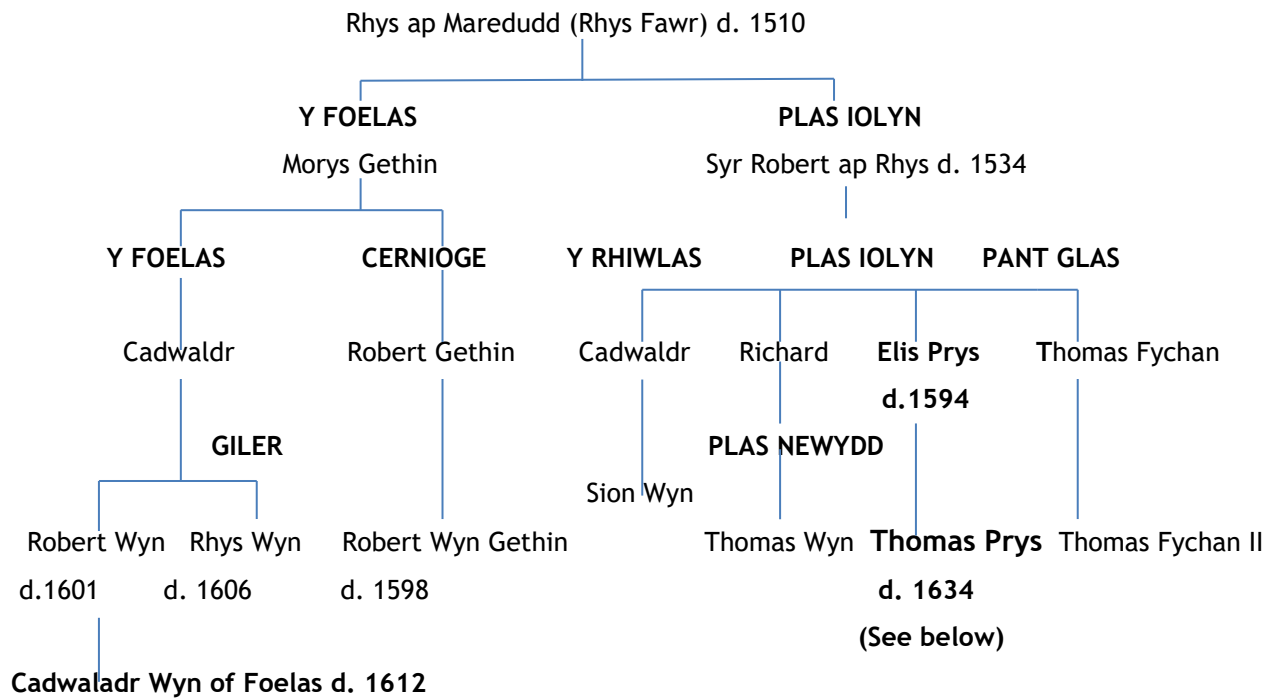 Rhys ap Maredudd (Rhys Fawr) d. 1510
Y FOELAS PLAS IOLYN
Morys Gethin Syr Robert ap Rhys d. 1534
Y FOELAS CERNIOGE Y RHIWLAS PLAS IOLYN PANT GLAS
Cadwaldr Robert Gethin Cadwaldr Richard Elis Prys Thomas Fychan
d.1594
GILER PLAS NEWYDD
Sion Wyn
Robert Wyn Rhys Wyn Robert Wyn Gethin Thomas Wyn Thomas Prys Thomas Fychan II
d.1601 d. 1606 d. 1598 d. 1634
(See below)
Cadwaladr Wyn of Foelas d. 1612